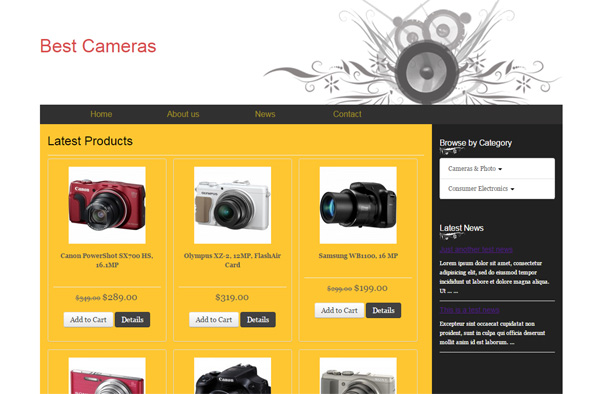 Best Cameras
Home About us News Contact
Latest Products
Canon PowerShot SX700 HS, 16.1MP
$349.00 $289.00
Add to Cart Details
Olympus XZ-2, 12MP, FlashAir Card
$319.00
Add to Cart Details
Samsung WB1100, 16 MP
$299.00 $199.00
Add to Cart Details
Browse by Category
Cameras & Photo
Consumer Electronics
Latest News
Just another test news
Lorem ipsum dolor sit amet, consectetur
adipisicing elit, sed do eiusmod tempor
incididunt ut labore et dolore magna aliqua.
Ut ... ...
This is a test news
Excepteur sint occaecat cupidatat non
proident, sunt in culpa qui officia deserunt
mollit anim id est laborum. ... ...
Canon